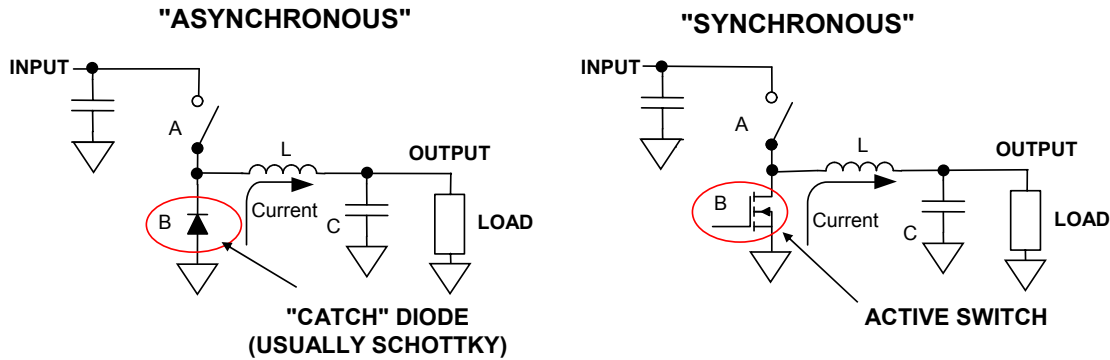 "ASYNCHRONOUS"
INPUT
A
L
OUTPUT
B
Current
C
LOAD
"CATCH" DIODE
(USUALLY SCHOTTKY)
"SYNCHRONOUS"
INPUT
A
L
OUTPUT
B
Current
C
LOAD
ACTIVE SWITCH